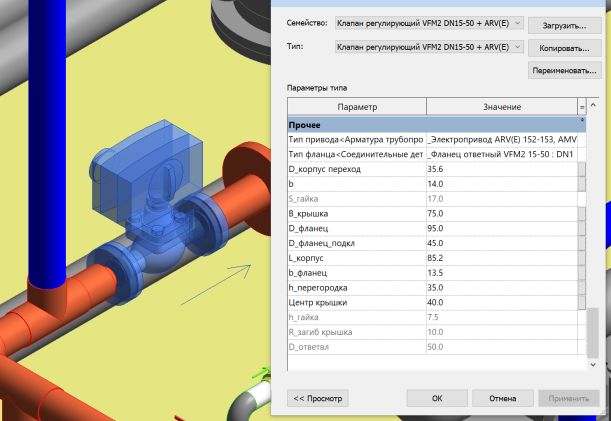 Семейство: Клапан регулирующий VFM2 DN15-50 + ARV(E) Загрузить...
Тип: Клапан регулирующий VFM2 DN15-50 + ARV(E) Копировать...
Переименовать...
Параметры типа
Параметр Значение =
Прочее
Тип привода<Арматура трубопро _Электропривод ARV(E) 152-153, AMV
Тип фланца<Соединительные дет _Фланец ответный VFM2 15-50 : DN1
D_корпус переход 35.6
b 14.0
S_гайка 17.0
B_крышка 75.0
D_фланец 95.0
D_фланец_подкл 45.0
L_корпус 85.2
b_фланец 13.5
h_перегородка 35.0
Центр крышки 40.0
h_гайка 7.5
R_загиб крышка 10.0
D_ответвл 50.0
<< Просмотр OK Отмена Применить